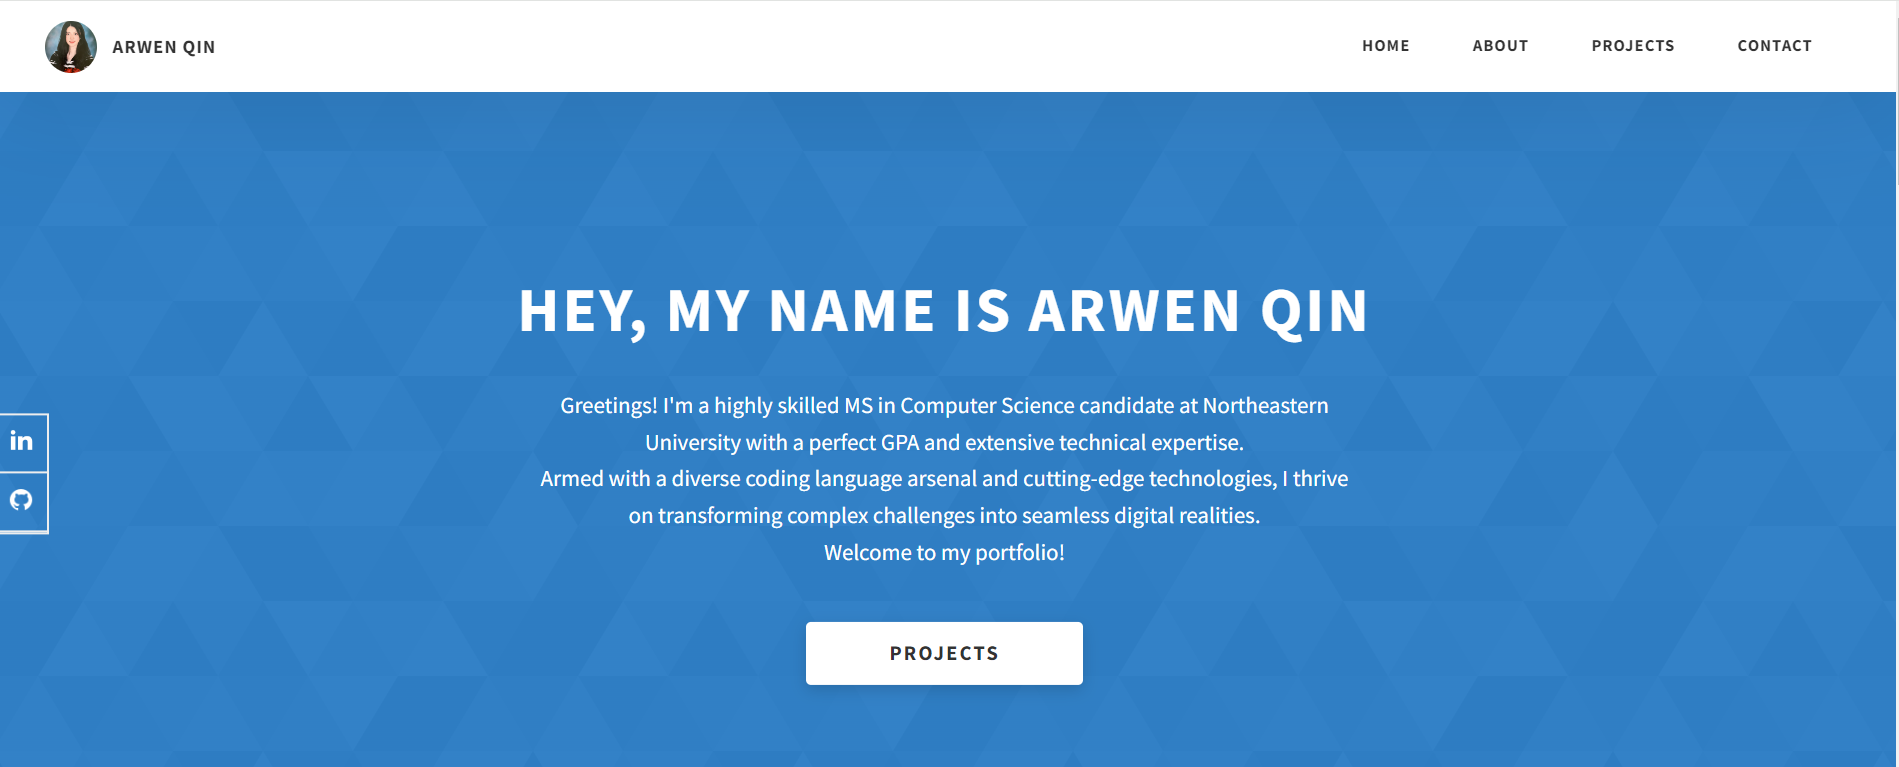 ARWEN QIN
HOME
ABOUT
PROJECTS
CONTACT
HEY, MY NAME IS ARWEN QIN
Greetings! I'm a highly skilled MS in Computer Science candidate at Northeastern
University with a perfect GPA and extensive technical expertise.
Armed with a diverse coding language arsenal and cutting-edge technologies, I thrive
on transforming complex challenges into seamless digital realities.
Welcome to my portfolio!
in
PROJECTS